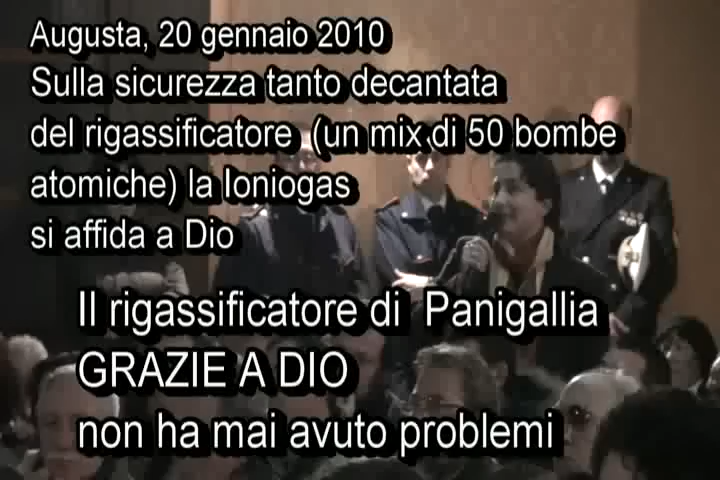 Augusta, 20 gennaio 2010
Sulla sicurezza tanto decantata
del rigassificatore (un mix di 50 bombe
atomiche) la Ioniogas
si affida a Dio
Il rigassificatore di Panigallia
GRAZIE A DIO
non ha mai avuto problemi